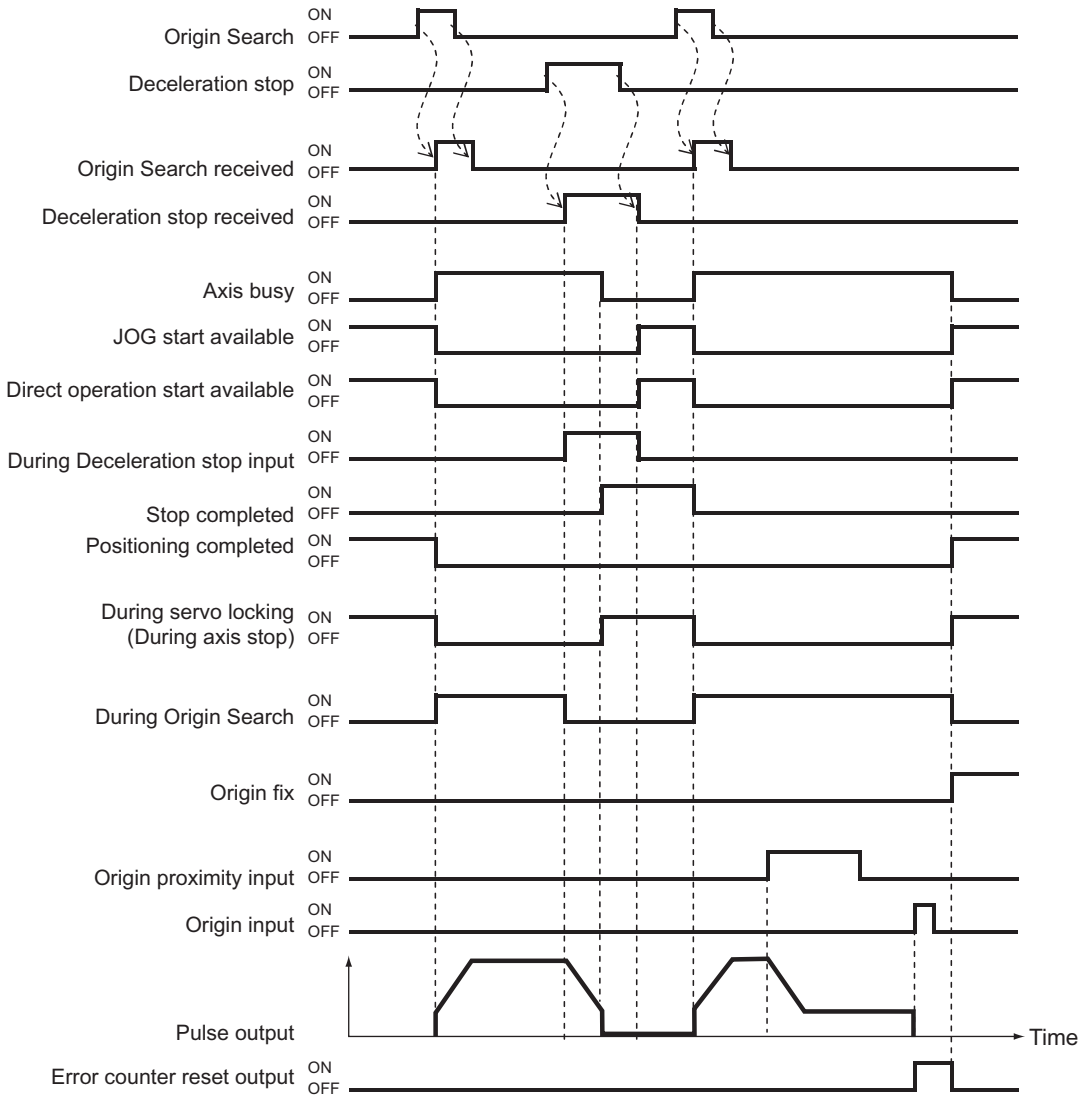 Origin Search ON
OFF
Deceleration stop ON
OFF
Origin Search received ON
OFF
Deceleration stop received ON
OFF
Axis busy ON
OFF
JOG start available ON
OFF
Direct operation start available ON
OFF
During Deceleration stop input ON
OFF
Stop completed ON
OFF
Positioning completed ON
OFF
During servo locking ON
(During axis stop) OFF
During Origin Search ON
OFF
Origin fix ON
OFF
Origin proximity input ON
OFF
Origin input ON
OFF
Pulse output
Time
Error counter reset output ON
OFF